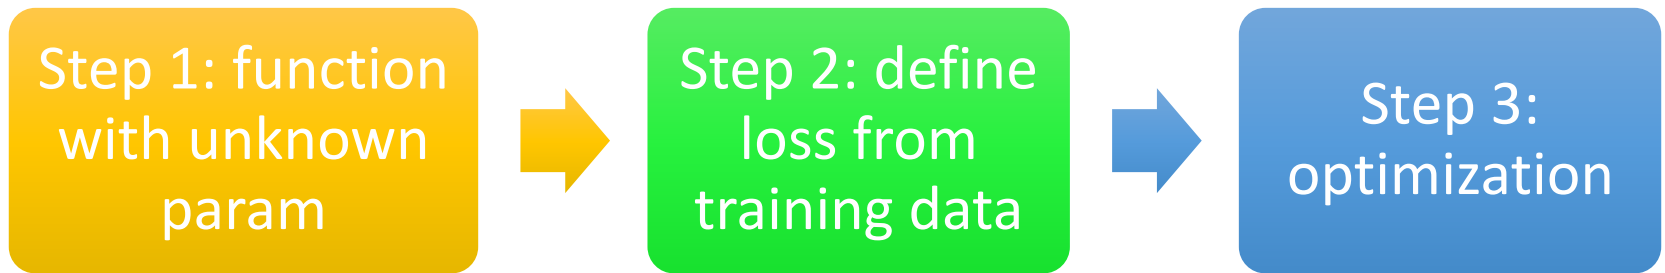 Step 1: function
with unknown
param
Step 2: define
loss from
training data
Step 3:
optimization